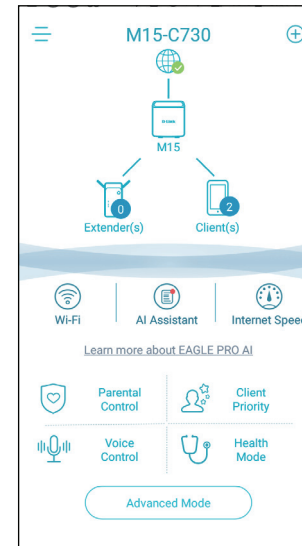 M15-C730
D-Link
M15
0
2
Extender(s)
Client(s)
Wi-Fi
AI Assistant
Internet Spee
Learn more about EAGLE PRO AI
Parental
Control
Client
Priority
Voice
Control
Health
Mode
Advanced Mode